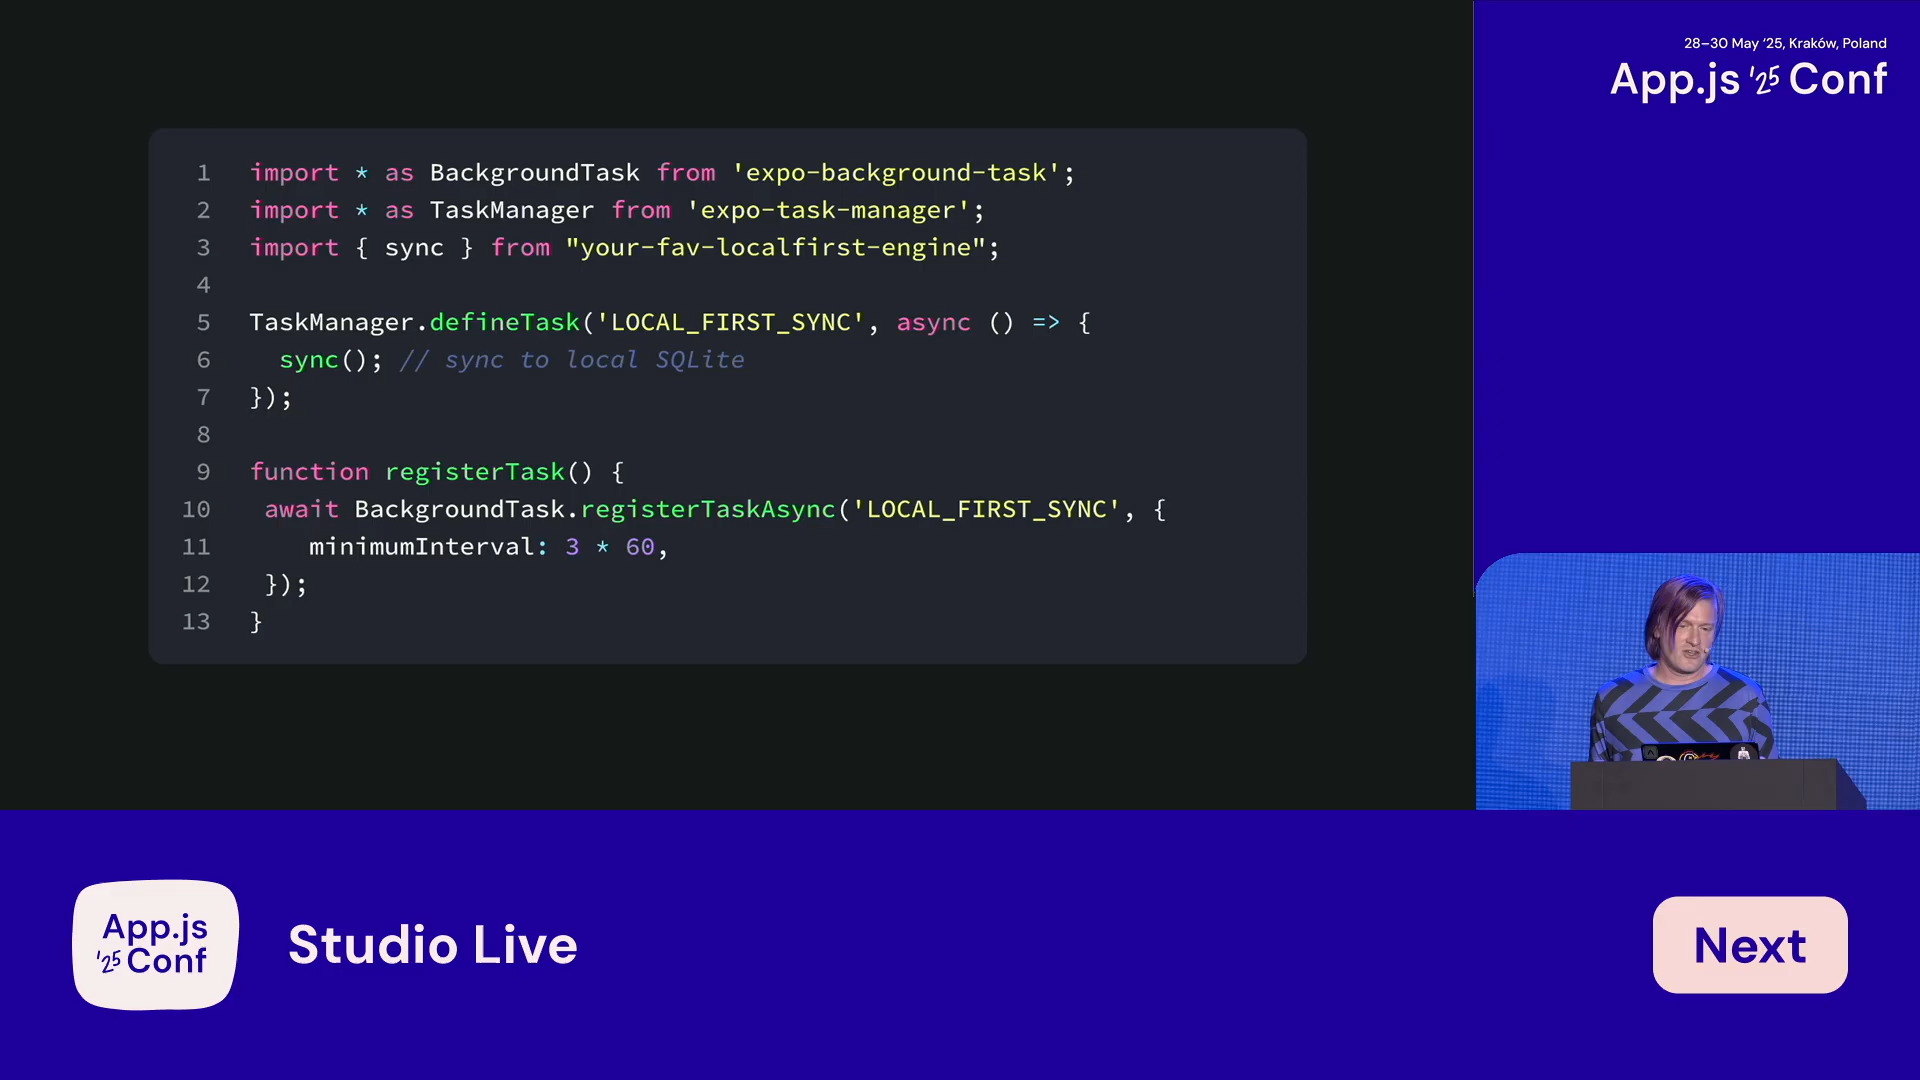 28–30 May ‘25, Kraków, Poland
App.js '25 Conf
1 import * as BackgroundTask from 'expo-background-task';
2 import * as TaskManager from 'expo-task-manager';
3 import { sync } from "your-fav-localfirst-engine";
4
5 TaskManager.defineTask('LOCAL_FIRST_SYNC', async () => {
6   sync(); // sync to local SQLite
7 });
8
9 function registerTask() {
10  await BackgroundTask.registerTaskAsync('LOCAL_FIRST_SYNC', {
11     minimumInterval: 3 * 60,
12  });
13 }
App.js
'25 Conf
Studio Live
Next